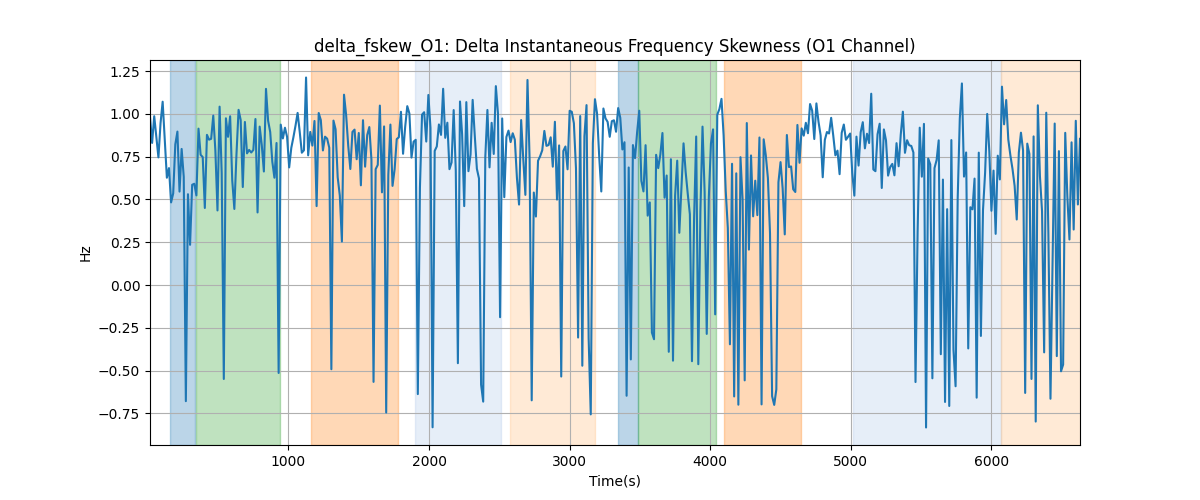 delta_fskew_O1: Delta Instantaneous Frequency Skewness (O1 Channel)
1.25
1.00
0.75
0.50
0.25
0.00
−0.25
−0.50
−0.75
Hz
1000 2000 3000 4000 5000 6000
Time(s)